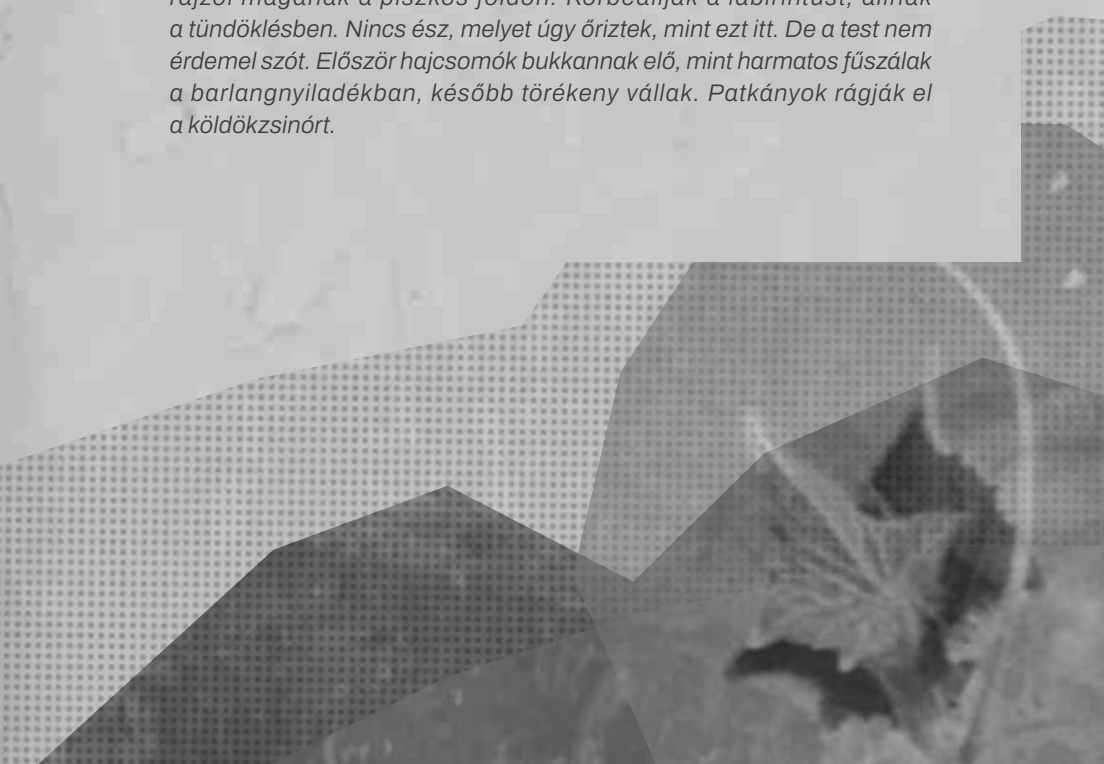 rajzol magának a piszkos földön. Körbeállják a labirintust, állnak
a tündöklésben. Nincs ész, melyet úgy őriztek, mint ezt itt. De a test nem
érdemel szót. Először hajcsomók bukkannak elő, mint harmatos fűszálak
a barlangnyiladékban, később törékeny vállak. Patkányok rágják el
a köldökzsinórt.